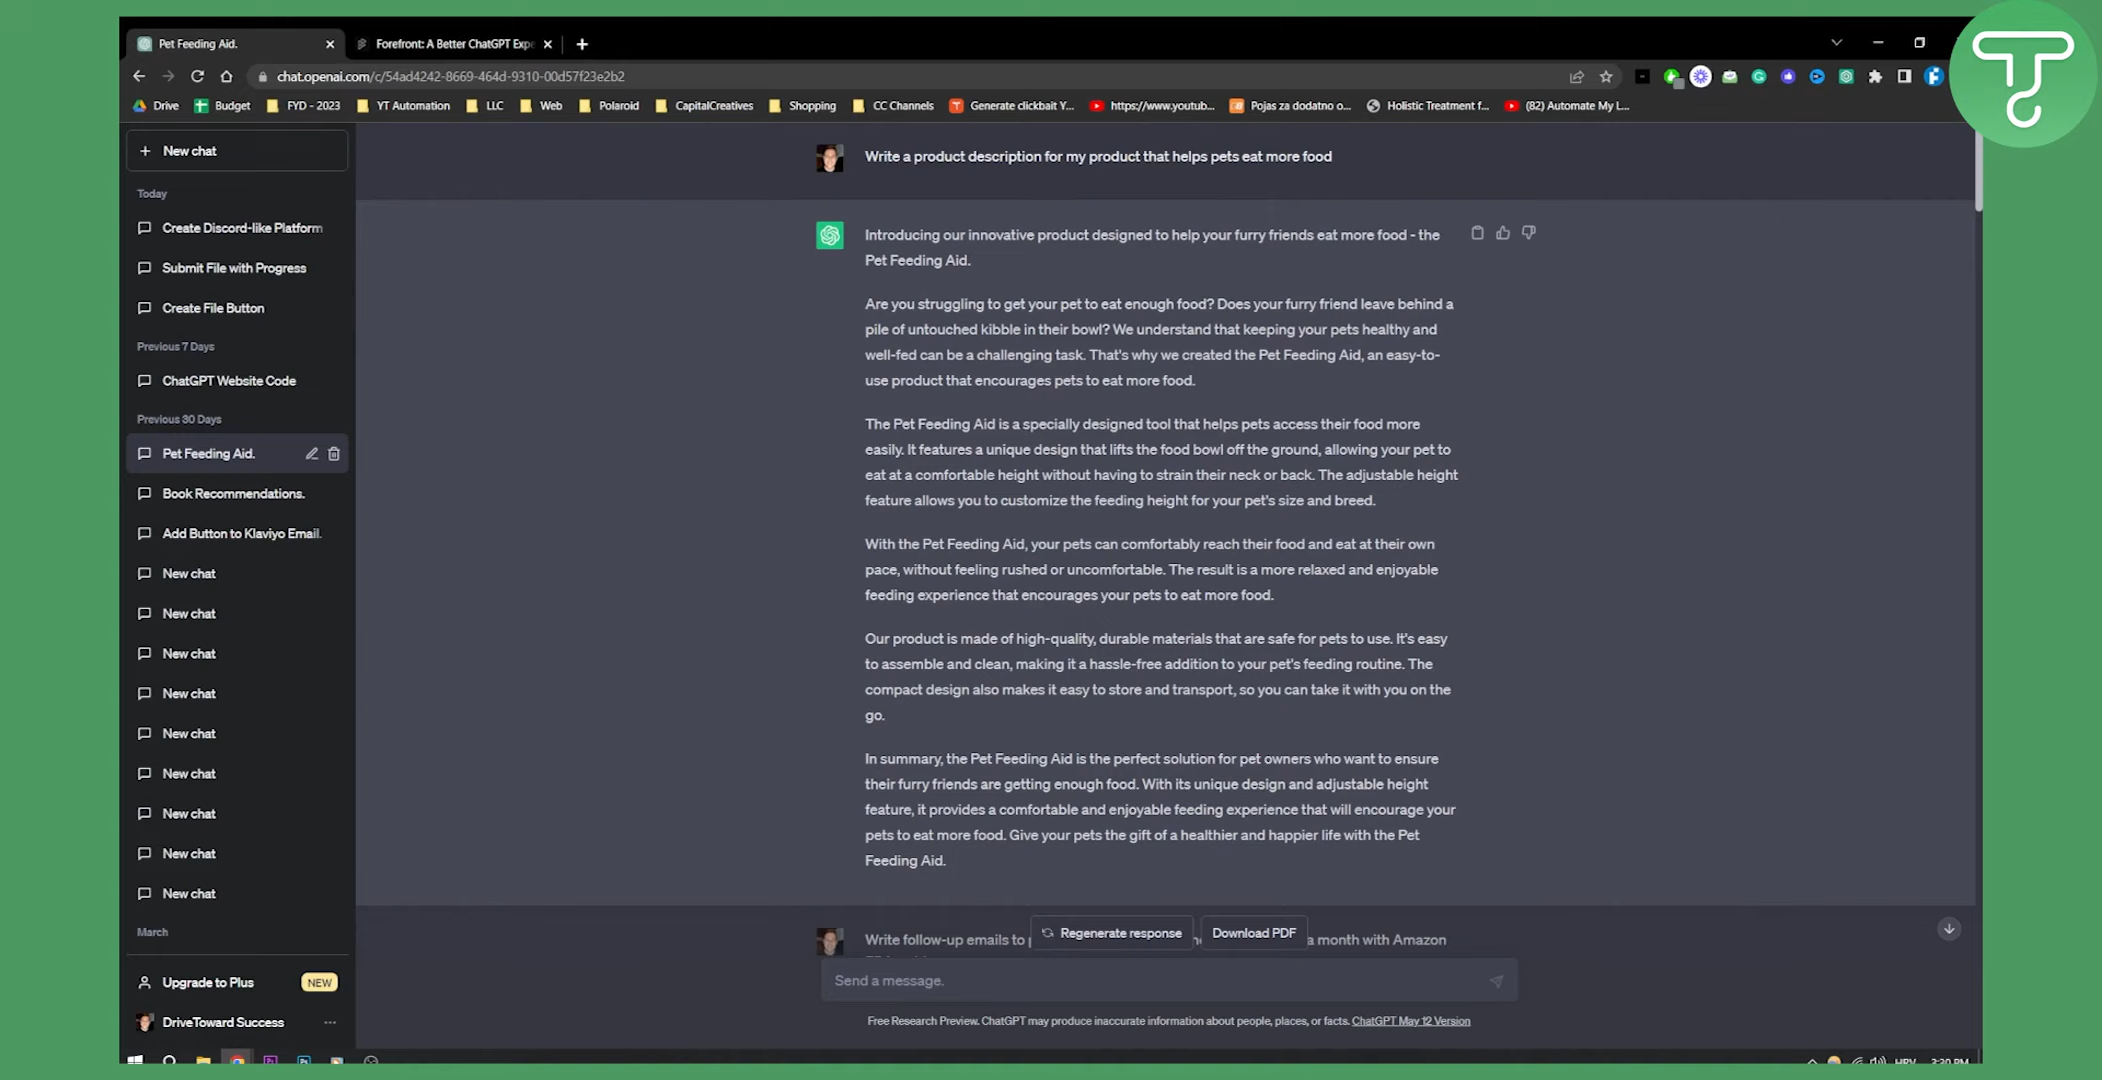 Pet Feeding Aid.
Forefront: A Better ChatGPT Exp
chat.openai.com/c/54ad4242-8669-464d-9310-00d57f23e2b2
Drive
Budget
FYD - 2023
YT Automation
LLC
Web
Polaroid
CapitalCreatives
Shopping
CC Channels
Generate clickbait Y...
https://www.youtub...
Pojas za dodatno o...
Holistic Treatment f...
(82) Automate My L...
New chat
Today
Create Discord-like Platform
Submit File with Progress
Create File Button
Previous 7 Days
ChatGPT Website Code
Previous 30 Days
Pet Feeding Aid.
Book Recommendations.
Add Button to Klaviyo Email.
New chat
New chat
New chat
New chat
New chat
New chat
New chat
New chat
New chat
March
Upgrade to Plus
NEW
DriveToward Success
Write a product description for my product that helps pets eat more food
Introducing our innovative product designed to help your furry friends eat more food - the
Pet Feeding Aid.
Are you struggling to get your pet to eat enough food? Does your furry friend leave behind a
pile of untouched kibble in their bowl? We understand that keeping your pets healthy and
well-fed can be a challenging task. That's why we created the Pet Feeding Aid, an easy-to-
use product that encourages pets to eat more food.
The Pet Feeding Aid is a specially designed tool that helps pets access their food more
easily. It features a unique design that lifts the food bowl off the ground, allowing your pet to
eat at a comfortable height without having to strain their neck or back. The adjustable height
feature allows you to customize the feeding height for your pet's size and breed.
With the Pet Feeding Aid, your pets can comfortably reach their food and eat at their own
pace, without feeling rushed or uncomfortable. The result is a more relaxed and enjoyable
feeding experience that encourages your pets to eat more food.
Our product is made of high-quality, durable materials that are safe for pets to use. It's easy
to assemble and clean, making it a hassle-free addition to your pet's feeding routine. The
compact design also makes it easy to store and transport, so you can take it with you on the
go.
In summary, the Pet Feeding Aid is the perfect solution for pet owners who want to ensure
their furry friends are getting enough food. With its unique design and adjustable height
feature, it provides a comfortable and enjoyable feeding experience that will encourage your
pets to eat more food. Give your pets the gift of a healthier and happier life with the Pet
Feeding Aid.
Write follow-up emails to
a month with Amazon
Regenerate response
Download PDF
Send a message.
Free Research Preview. ChatGPT may produce inaccurate information about people, places, or facts. ChatGPT May 12 Version